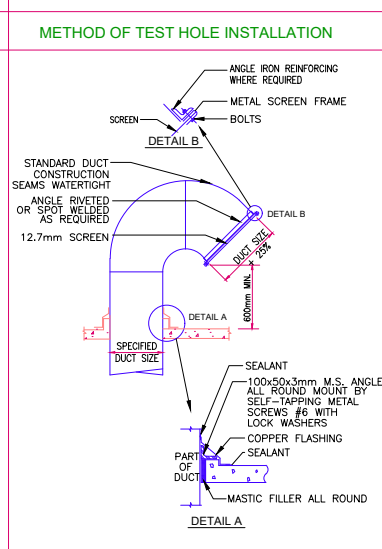 METHOD OF TEST HOLE INSTALLATION
ANGLE IRON REINFORCING
WHERE REQUIRED
METAL SCREEN FRAME
SCREEN
BOLTS
DETAIL B
STANDARD DUCT
CONSTRUCTION
SEAMS WATERTIGHT
ANGLE RIVETED
OR SPOT WELDED
AS REQUIRED
12.7mm SCREEN
DETAIL B
DUCT SIZE
+ 25%
600mm MIN.
DETAIL A
SPECIFIED
DUCT SIZE
SEALANT
100x50x3mm M.S. ANGLE
ALL ROUND MOUNT BY
SELF-TAPPING METAL
SCREWS #6 WITH
LOCK WASHERS
COPPER FLASHING
SEALANT
PART
OF
DUCT
MASTIC FILLER ALL ROUND
DETAIL A